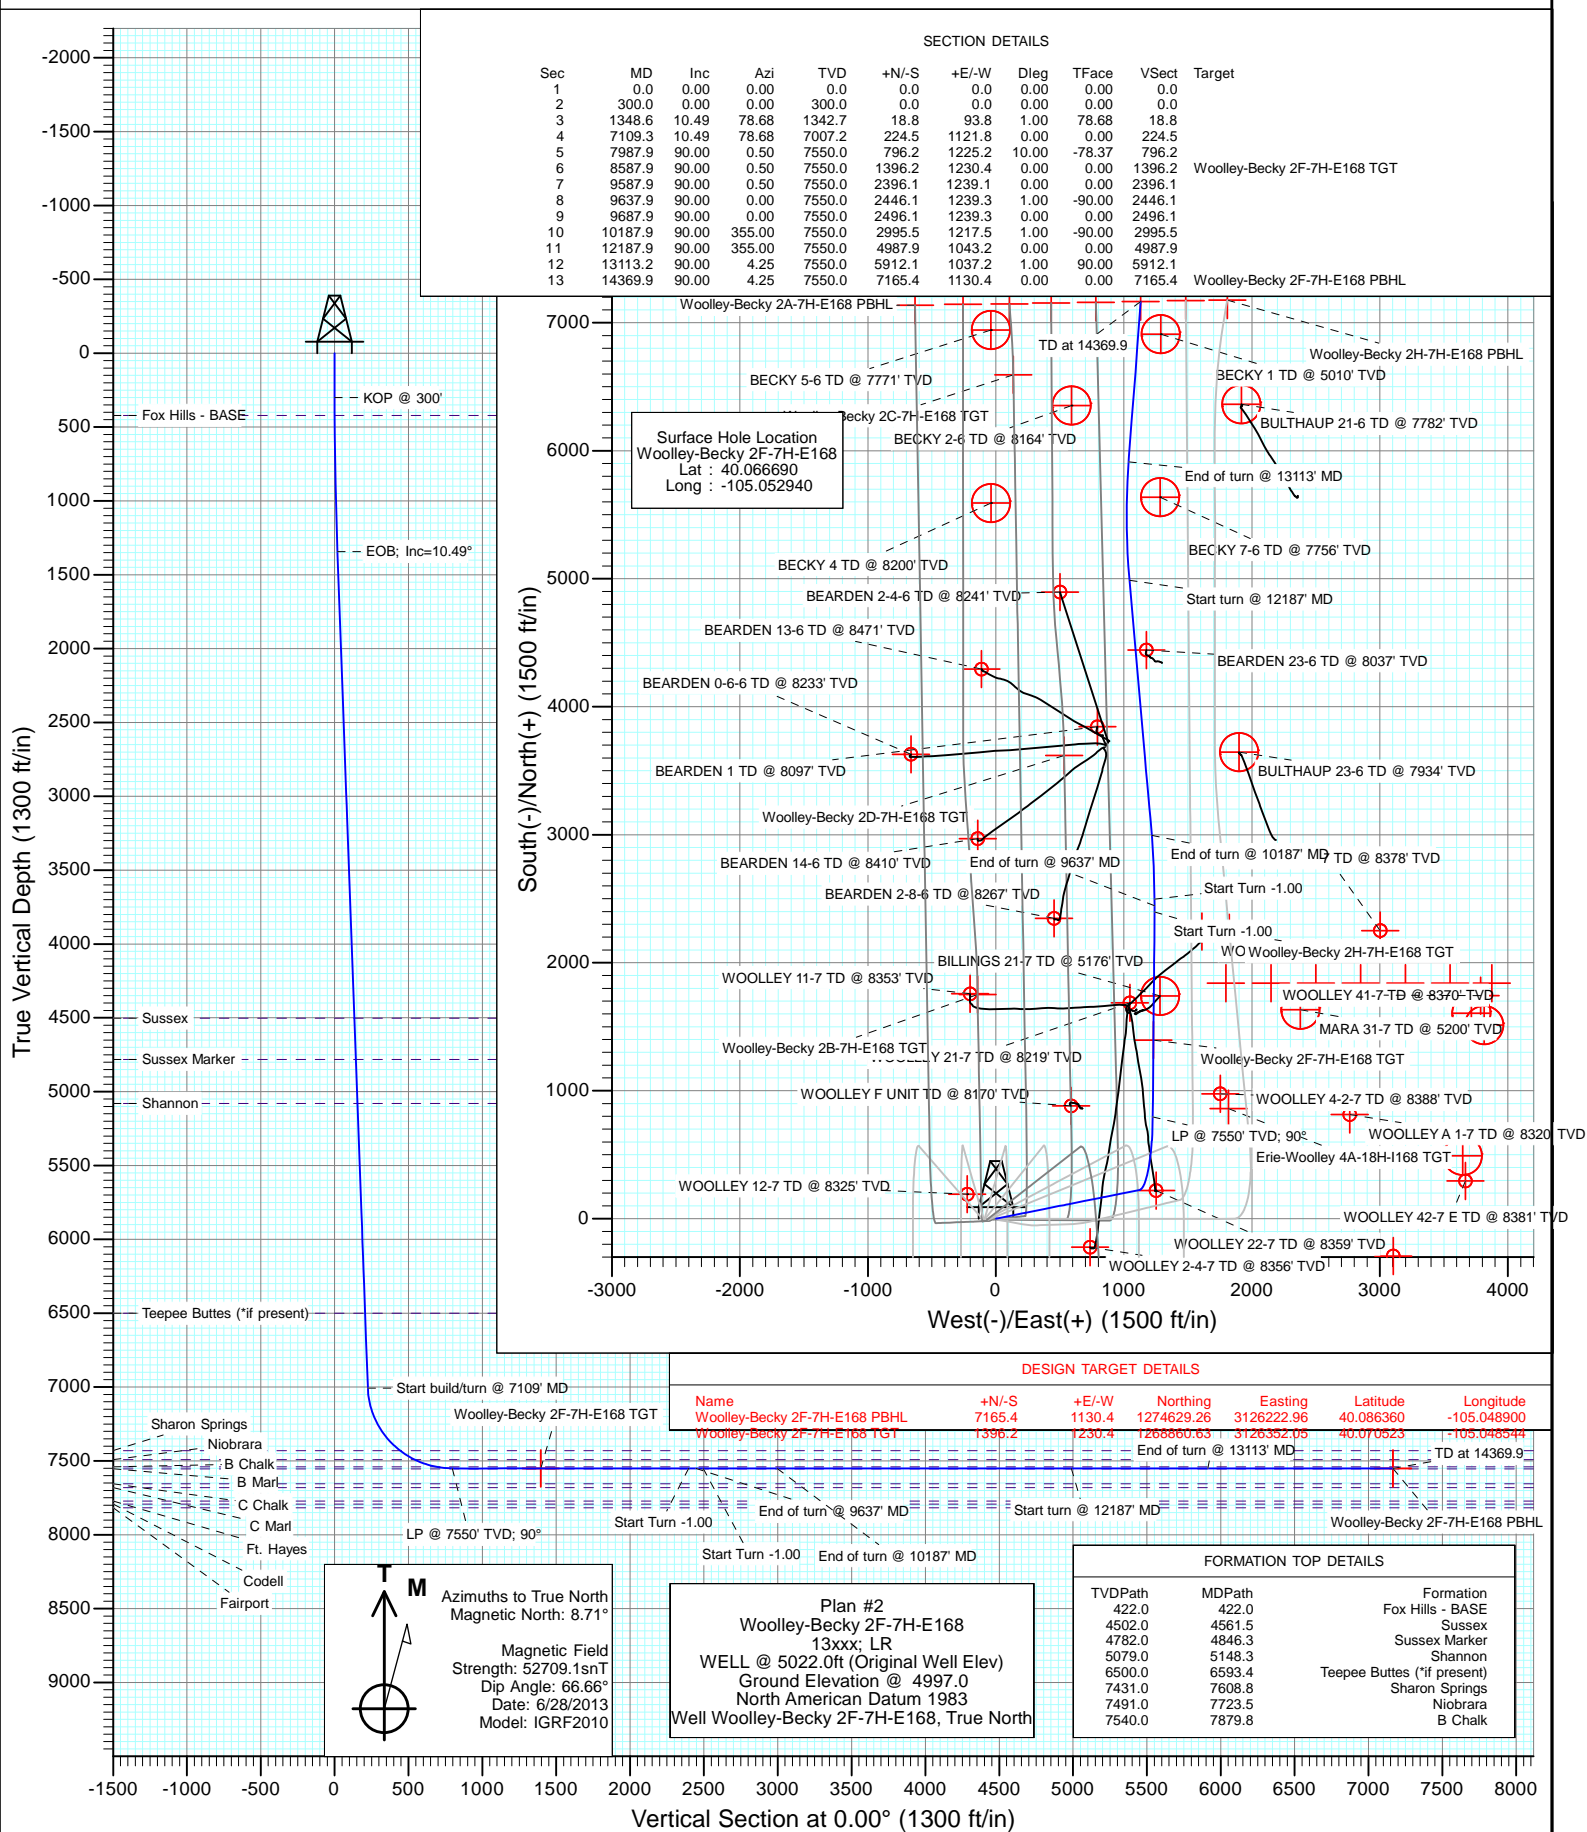 SECTION DETAILS
Sec MD Inc Azi TVD +N/-S +E/-W Dleg TFace VSect Target
1 0.0 0.00 0.00 0.0 0.0 0.0 0.00 0.00 0.0
2 300.0 0.00 0.00 300.0 0.0 0.0 0.00 0.00 0.0
3 1348.6 10.49 78.68 1342.7 18.8 93.8 1.00 78.68 18.8
4 7109.3 10.49 78.68 7007.2 224.5 1121.8 0.00 0.00 224.5
5 7987.9 90.00 0.50 7550.0 796.2 1225.2 10.00 -78.37 796.2
6 8587.9 90.00 0.50 7550.0 1396.2 1230.4 0.00 0.00 1396.2 Woolley-Becky 2F-7H-E168 TGT
7 9587.9 90.00 0.50 7550.0 2396.1 1239.1 0.00 0.00 2396.1
8 9637.9 90.00 0.00 7550.0 2446.1 1239.3 1.00 -90.00 2446.1
9 9687.9 90.00 0.00 7550.0 2496.1 1239.3 0.00 0.00 2496.1
10 10187.9 90.00 355.00 7550.0 2995.5 1217.5 1.00 -90.00 2995.5
11 12187.9 90.00 355.00 7550.0 4987.9 1043.2 0.00 0.00 4987.9
12 13113.2 90.00 4.25 7550.0 5912.1 1037.2 1.00 90.00 5912.1
13 14369.9 90.00 4.25 7550.0 7165.4 1130.4 0.00 0.00 7165.4 Woolley-Becky 2F-7H-E168 PBHL
True Vertical Depth (1300 ft/in)
-2000
-1500
-1000
-500
0
500
1000
1500
2000
2500
3000
3500
4000
4500
5000
5500
6000
6500
7000
7500
8000
8500
9000
KOP @ 300'
Fox Hills - BASE
EOB; Inc=10.49°
Sussex
Sussex Marker
Shannon
Teepee Buttes (*if present)
Start build/turn @ 7109' MD
Woolley-Becky 2F-7H-E168 TGT
Sharon Springs
Niobrara
B Chalk
B Marl
C Chalk
C Marl
Ft. Hayes
Codell
Fairport
LP @ 7550' TVD; 90°
Start Turn -1.00
End of turn @ 9637' MD
Start Turn -1.00
End of turn @ 10187' MD
Start turn @ 12187' MD
End of turn @ 13113' MD
TD at 14369.9
Woolley-Becky 2F-7H-E168 PBHL
-1500 -1000 -500 0 500 1000 1500 2000 2500 3000 3500 4000 4500 5000 5500 6000 6500 7000 7500 8000
Vertical Section at 0.00° (1300 ft/in)
South(-)/North(+) (1500 ft/in)
7000
6000
5000
4000
3000
2000
1000
0
-3000 -2000 -1000 0 1000 2000 3000 4000
West(-)/East(+) (1500 ft/in)
Woolley-Becky 2A-7H-E168 PBHL
TD at 14369.9
Woolley-Becky 2H-7H-E168 PBHL
BECKY 5-6 TD @ 7771' TVD
BECKY 1 TD @ 5010' TVD
Becky 2C-7H-E168 TGT
BECKY 2-6 TD @ 8164' TVD
BULTHAUP 21-6 TD @ 7782' TVD
Surface Hole Location
Woolley-Becky 2F-7H-E168
Lat : 40.066690
Long : -105.052940
End of turn @ 13113' MD
BECKY 7-6 TD @ 7756' TVD
BECKY 4 TD @ 8200' TVD
BEARDEN 2-4-6 TD @ 8241' TVD
Start turn @ 12187' MD
BEARDEN 13-6 TD @ 8471' TVD
BEARDEN 23-6 TD @ 8037' TVD
BEARDEN 0-6-6 TD @ 8233' TVD
BEARDEN 1 TD @ 8097' TVD
BULTHAUP 23-6 TD @ 7934' TVD
Woolley-Becky 2D-7H-E168 TGT
BEARDEN 14-6 TD @ 8410' TVD
End of turn @ 9637' MD
End of turn @ 10187' MD
TD @ 8378' TVD
BEARDEN 2-8-6 TD @ 8267' TVD
Start Turn -1.00
Start Turn -1.00
WO Woolley-Becky 2H-7H-E168 TGT
BILLINGS 21-7 TD @ 5176' TVD
WOOLLEY 11-7 TD @ 8353' TVD
WOOLLEY 41-7 TD @ 8370' TVD
MARA 31-7 TD @ 5200' TVD
Woolley-Becky 2B-7H-E168 TGT
WOOLLEY 21-7 TD @ 8219' TVD
Woolley-Becky 2F-7H-E168 TGT
WOOLLEY F UNIT TD @ 8170' TVD
WOOLLEY 4-2-7 TD @ 8388' TVD
LP @ 7550' TVD; 90°
WOOLLEY A 1-7 TD @ 8320' TVD
Erie-Woolley 4A-18H-I168 TGT
WOOLLEY 12-7 TD @ 8325' TVD
WOOLLEY 42-7 E TD @ 8381' TVD
WOOLLEY 22-7 TD @ 8359' TVD
WOOLLEY 2-4-7 TD @ 8356' TVD
DESIGN TARGET DETAILS
Name +N/-S +E/-W Northing Easting Latitude Longitude
Woolley-Becky 2F-7H-E168 PBHL 7165.4 1130.4 1274629.26 3126222.96 40.086360 -105.048900
Woolley-Becky 2F-7H-E168 TGT 1396.2 1230.4 1268860.63 3126352.05 40.070523 -105.048544
T
M
Azimuths to True North
Magnetic North: 8.71°
Magnetic Field
Strength: 52709.1snT
Dip Angle: 66.66°
Date: 6/28/2013
Model: IGRF2010
Plan #2
Woolley-Becky 2F-7H-E168
13xxx; LR
WELL @ 5022.0ft (Original Well Elev)
Ground Elevation @ 4997.0
North American Datum 1983
Well Woolley-Becky 2F-7H-E168, True North
FORMATION TOP DETAILS
TVDPath MDPath Formation
422.0 422.0 Fox Hills - BASE
4502.0 4561.5 Sussex
4782.0 4846.3 Sussex Marker
5079.0 5148.3 Shannon
6500.0 6593.4 Teepee Buttes (*if present)
7431.0 7608.8 Sharon Springs
7491.0 7723.5 Niobrara
7540.0 7879.8 B Chalk